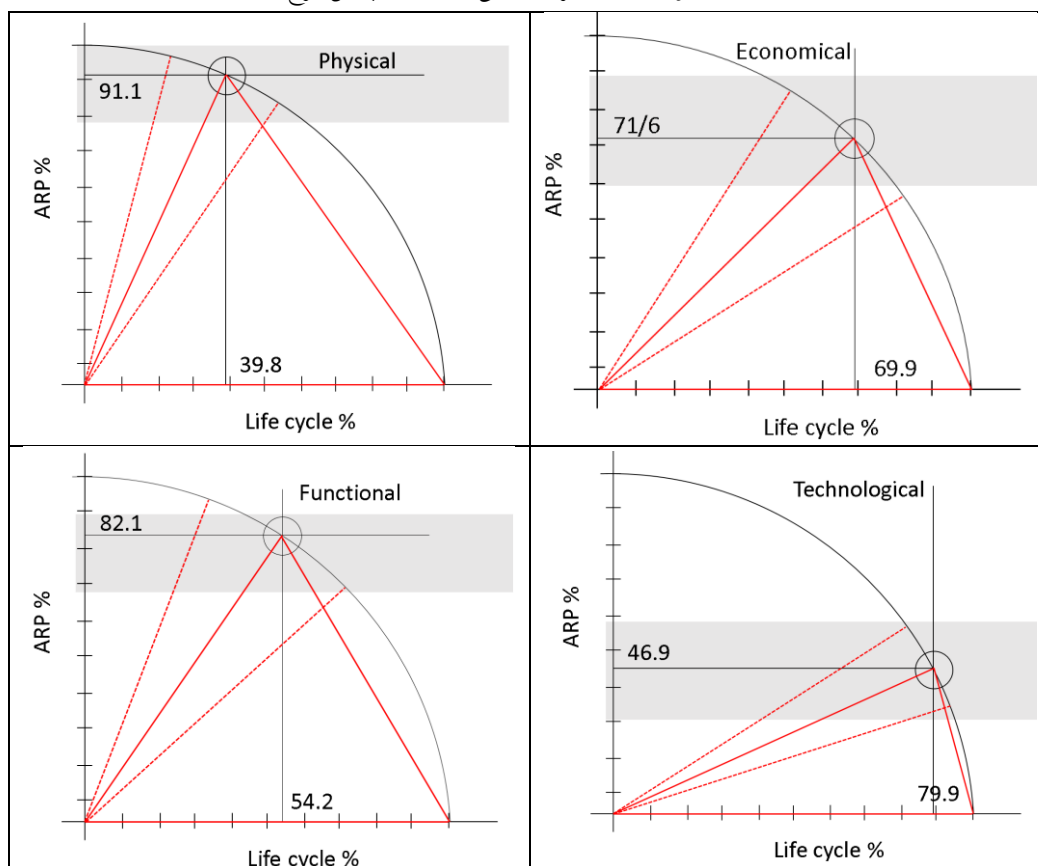 Physical
91.1
ARP %
39.8
Life cycle %
Economical
71/6
ARP %
69.9
Life cycle %
Functional
82.1
ARP %
54.2
Life cycle %
Technological
46.9
ARP %
79.9
Life cycle %